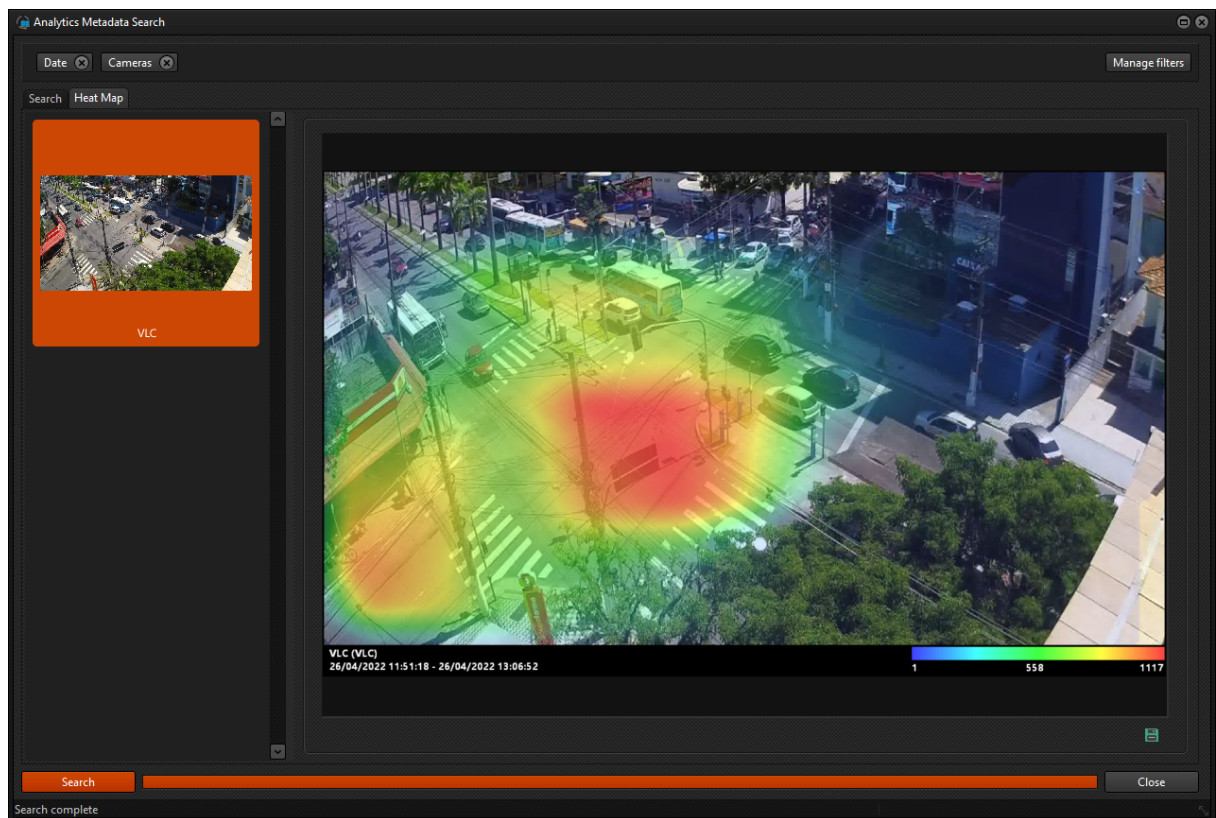 Analytics Metadata Search
Date
Cameras
Manage filters
Search
Heat Map
VLC
CAIXA
VLC (VLC)
26/04/2022 11:51:18 - 26/04/2022 13:06:52
1
558
1117
Search
Close
Search complete